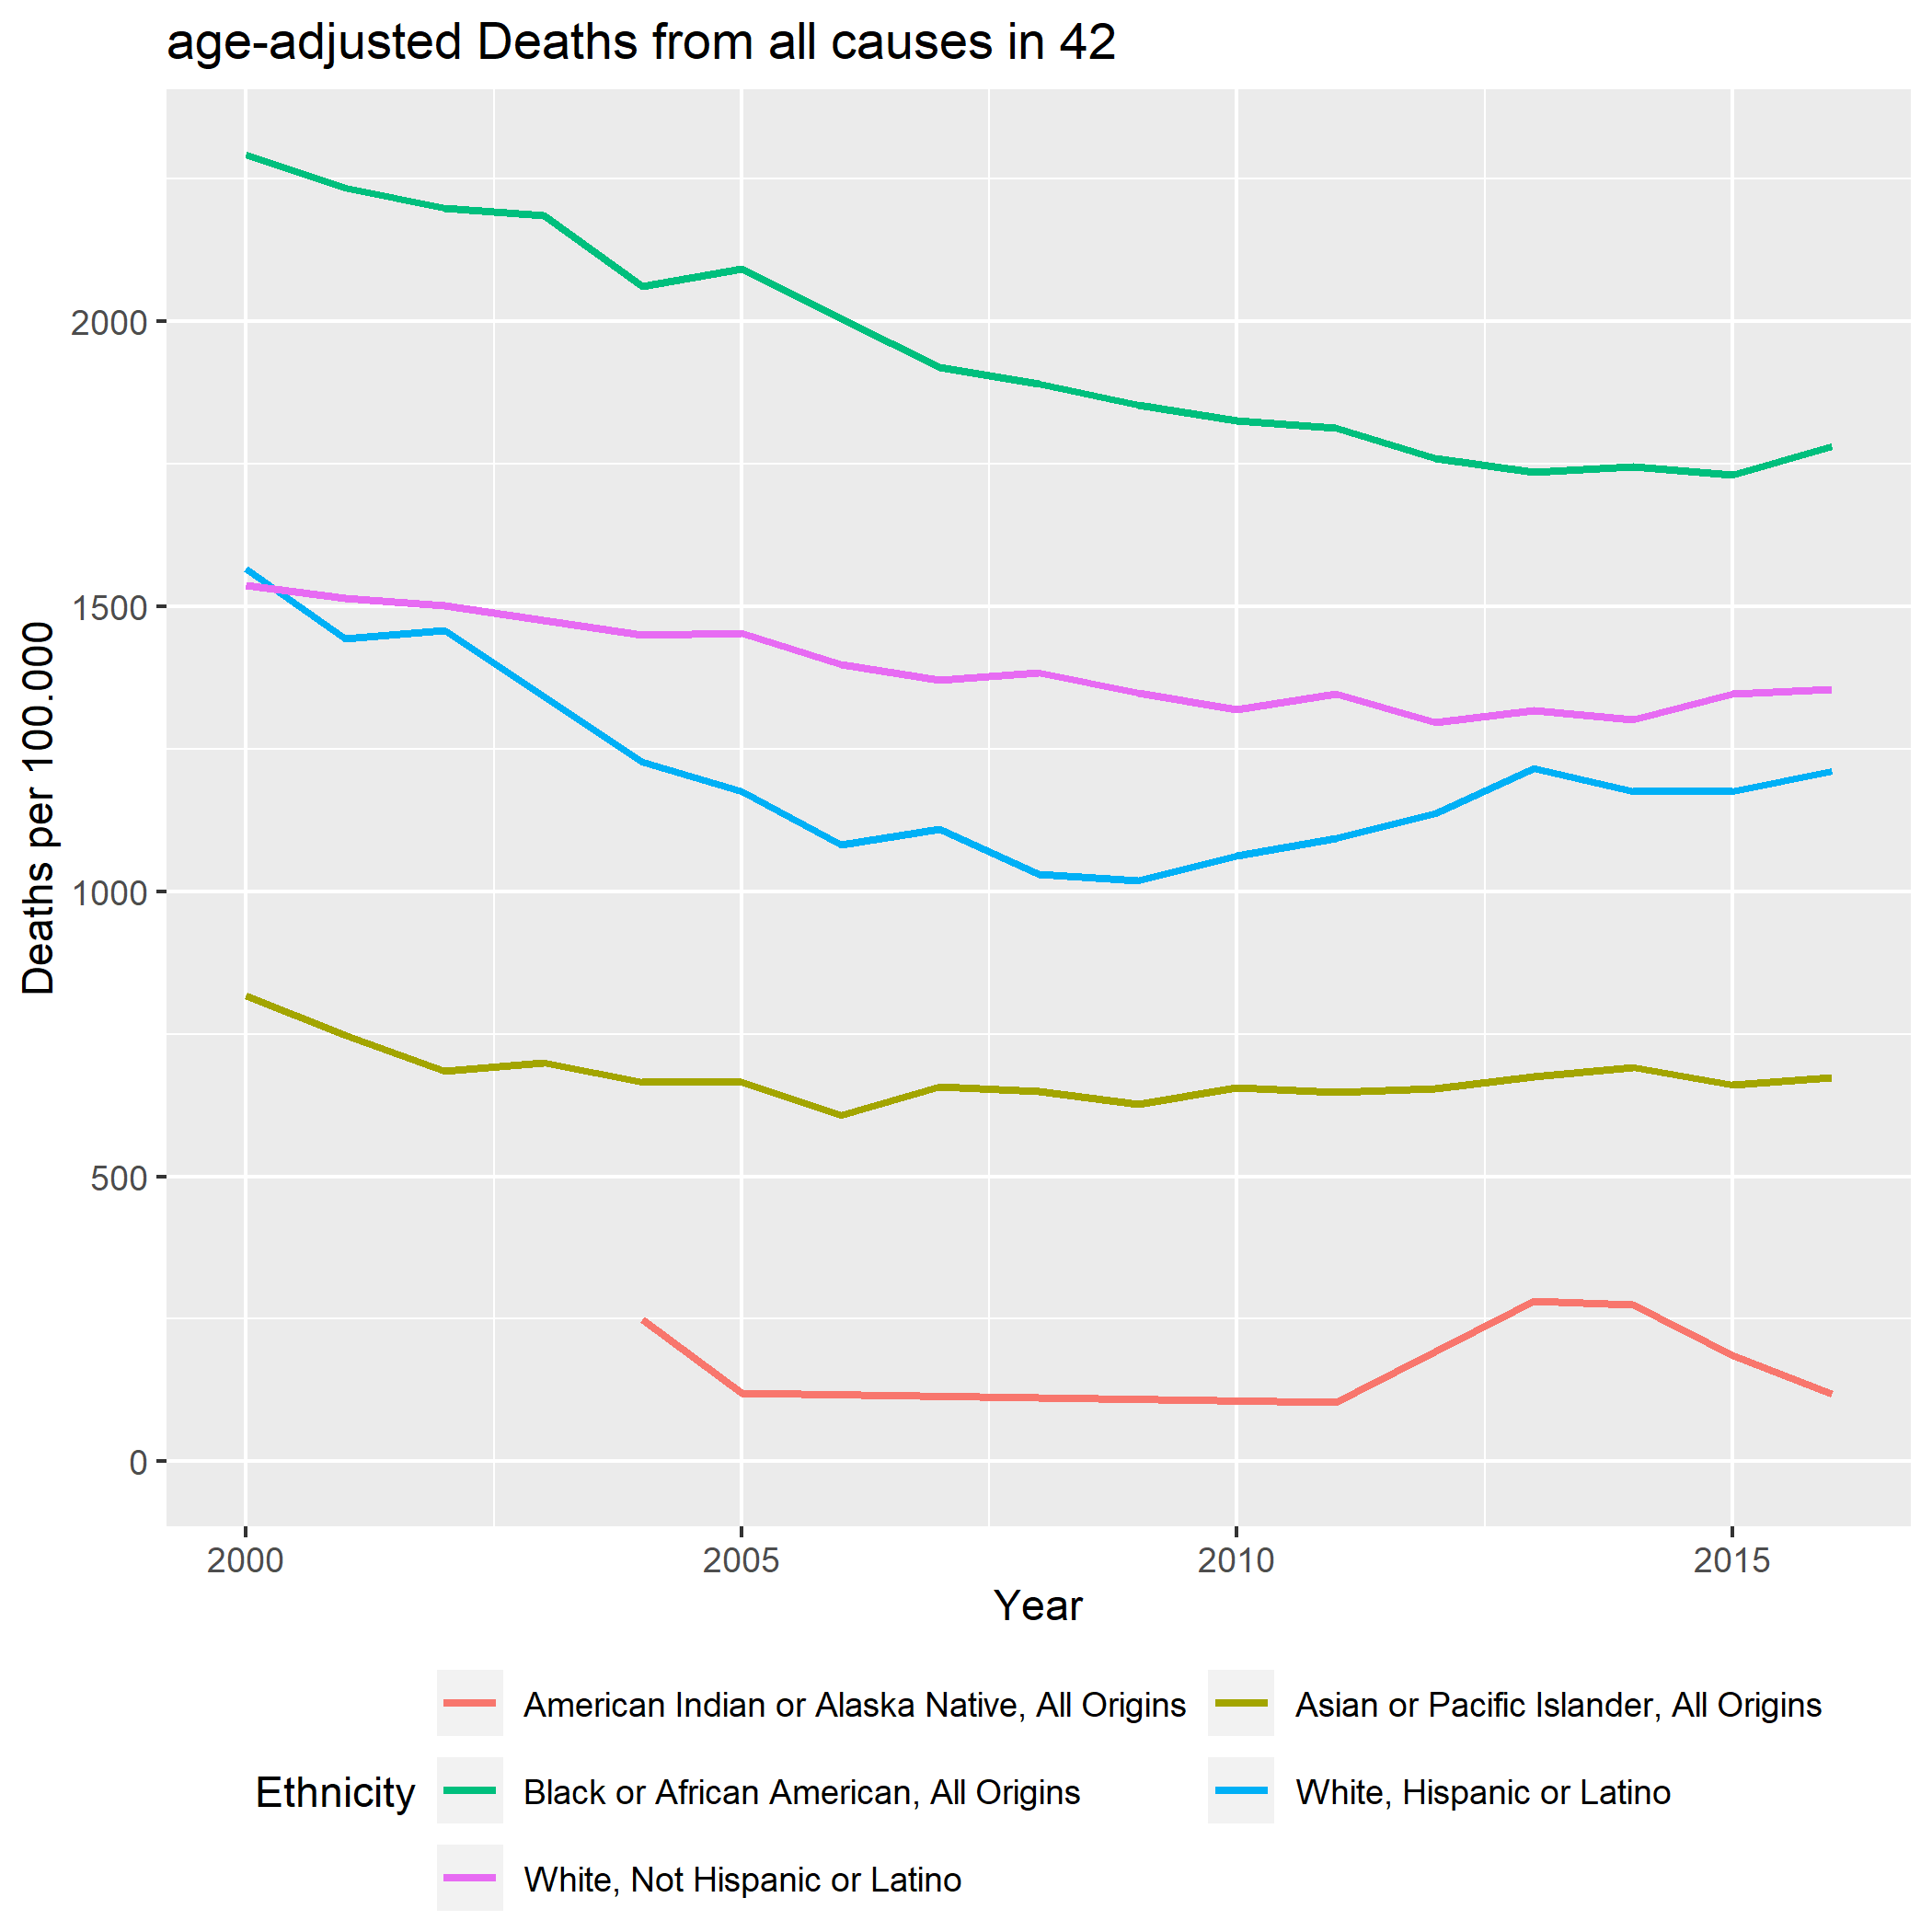 age-adjusted Deaths from all causes in 42
Deaths per 100.000
2000
1500
1000
500
0
2000 2005 2010 2015
Year
Ethnicity
American Indian or Alaska Native, All Origins
Asian or Pacific Islander, All Origins
Black or African American, All Origins
White, Hispanic or Latino
White, Not Hispanic or Latino